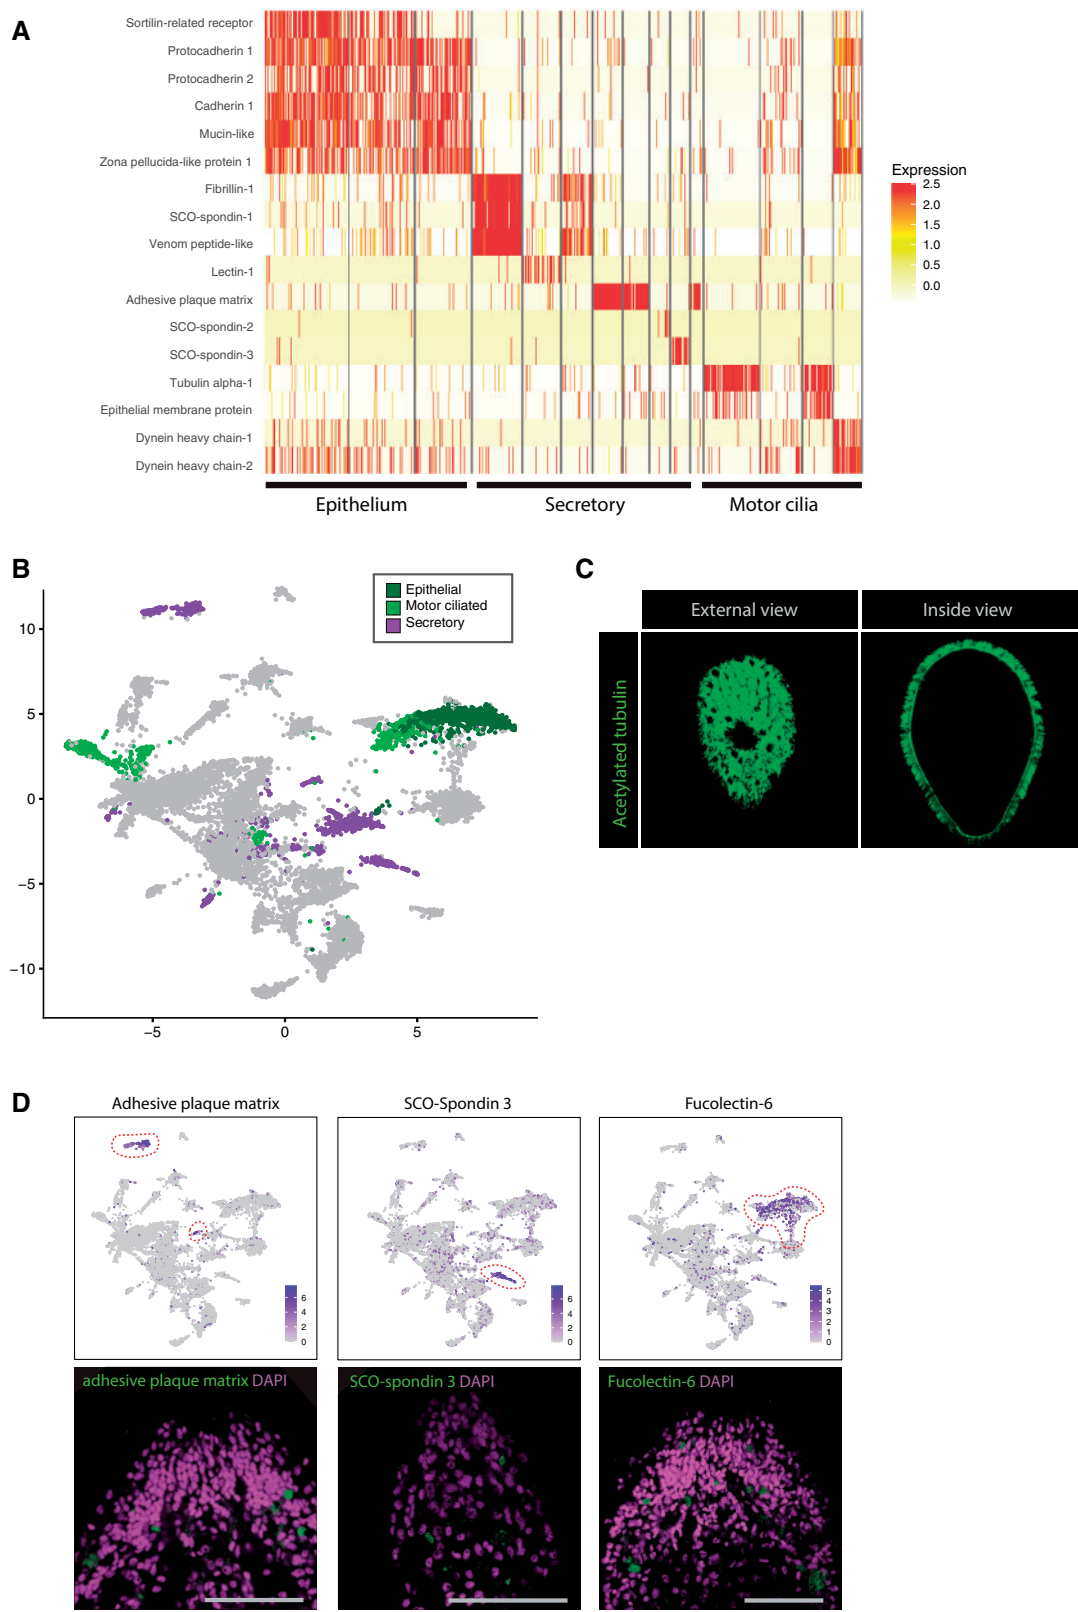 A
Sortilin-related receptor
Protocadherin 1
Protocadherin 2
Cadherin 1
Mucin-like
Zona pellucida-like protein 1
Fibrillin-1
SCO-spondin-1
Venom peptide-like
Lectin-1
Adhesive plaque matrix
SCO-spondin-2
SCO-spondin-3
Tubulin alpha-1
Epithelial membrane protein
Dynein heavy chain-1
Dynein heavy chain-2
Expression
2.5
2.0
1.5
1.0
0.5
0.0
Epithelium Secretory Motor cilia
B
Epithelial
Motor ciliated
Secretory
10
5
0
−5
−10
−5 0 5
C
External view Inside view
Acetylated tubulin
D
Adhesive plaque matrix SCO-Spondin 3 Fucolectin-6
6
4
2
0
6
4
2
0
5
4
3
2
1
0
adhesive plaque matrix DAPI SCO-spondin 3 DAPI Fucolectin-6 DAPI